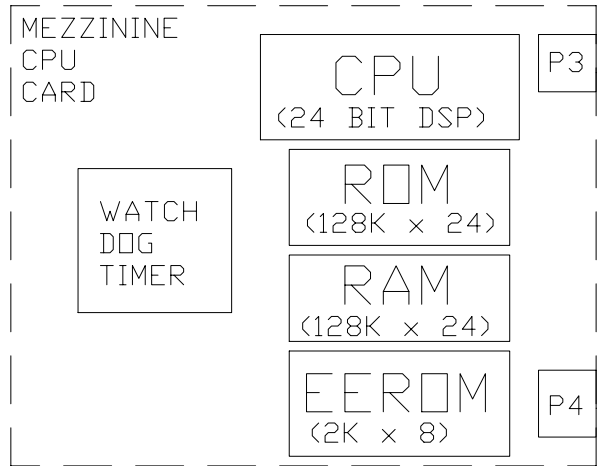 MEZZININE
CPU
CARD
CPU
(24 BIT DSP)
P3
WATCH
DOG
TIMER
ROM
(128K x 24)
RAM
(128K x 24)
EEROM
(2K x 8)
P4